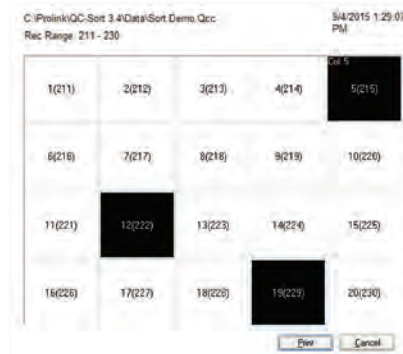 C:\Prolink\QC-Sort 3.4\Data\Sort Demo.Qcc
9/4/2015 1:29:07 PM
Rec Range: 211 - 230
Col 5
1(211) 2(212) 3(213) 4(214) 5(215)
6(216) 7(217) 8(218) 9(219) 10(220)
11(221) 12(222) 13(223) 14(224) 15(225)
16(226) 17(227) 18(228) 19(229) 20(230)
Print Cancel